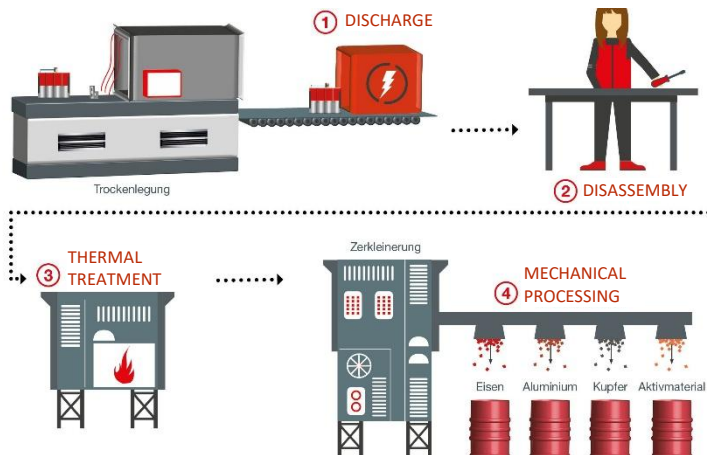 1 DISCHARGE
Trockenlegung
2 DISASSEMBLY
3 THERMAL
TREATMENT
Zerkleinerung
4 MECHANICAL
PROCESSING
Eisen Aluminium Kupfer Aktivmaterial